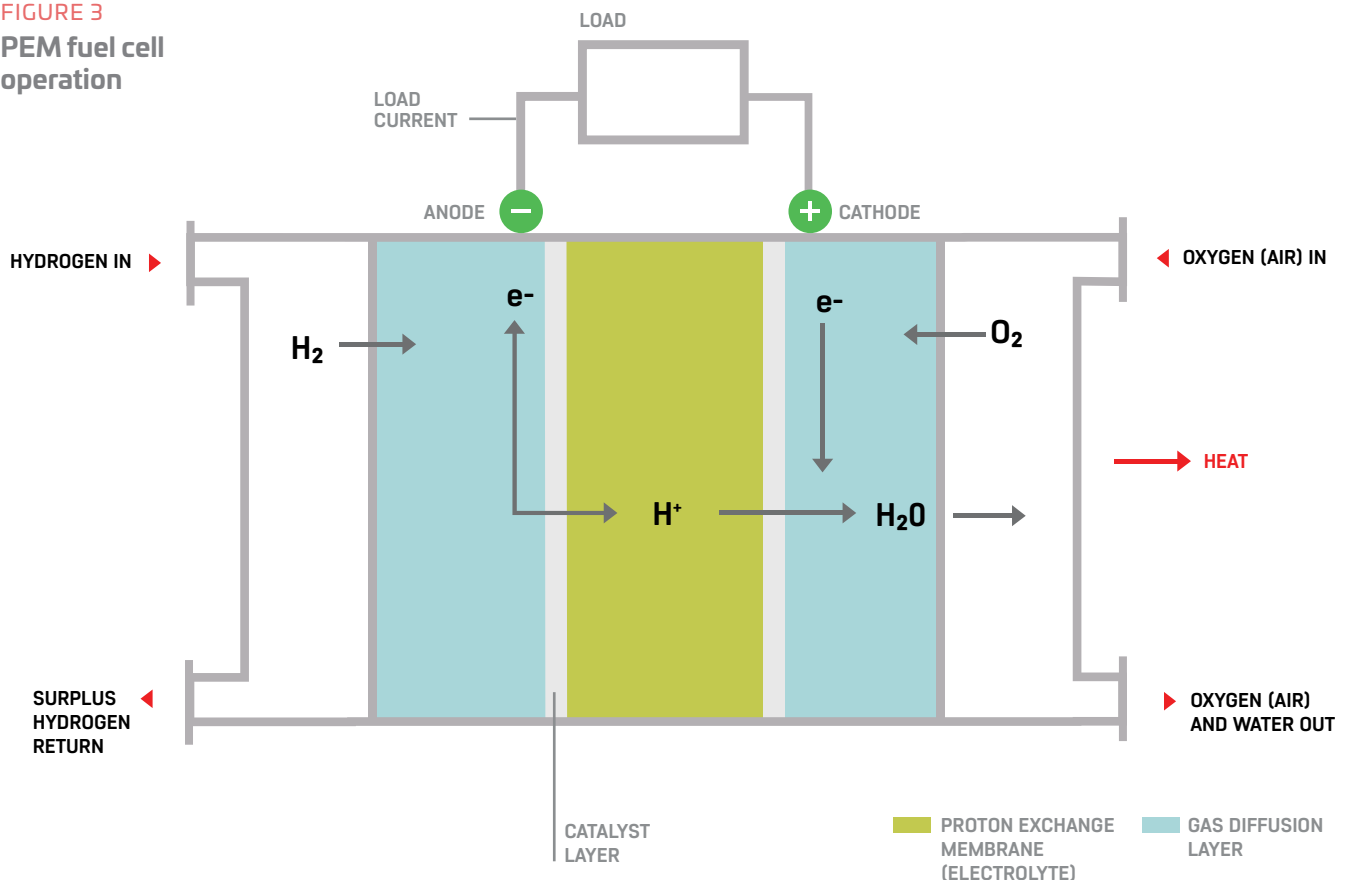 FIGURE 3
PEM fuel cell
operation
LOAD
LOAD
CURRENT
ANODE
−
+
CATHODE
HYDROGEN IN
OXYGEN (AIR) IN
e-
e-
H₂
O₂
HEAT
H⁺
H₂O
SURPLUS
HYDROGEN
RETURN
OXYGEN (AIR)
AND WATER OUT
CATALYST
LAYER
PROTON EXCHANGE
MEMBRANE
(ELECTROLYTE)
GAS DIFFUSION
LAYER